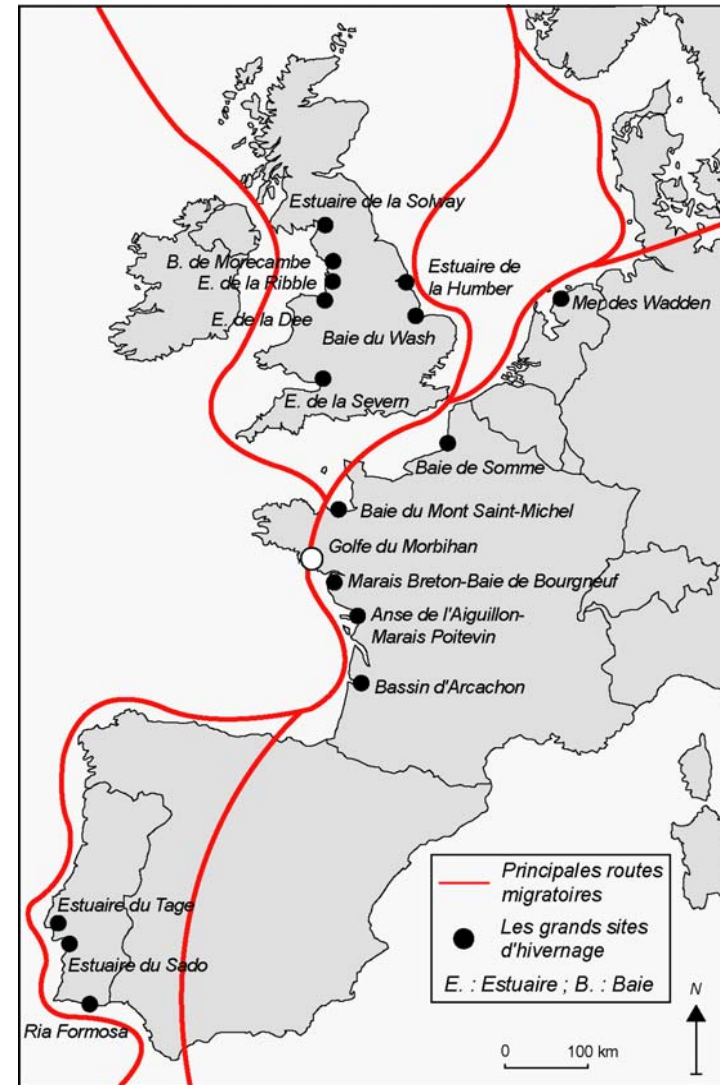 Estuaire de la Solway
B. de Morecambe
E. de la Ribble
E. de la Dee
Estuaire de
la Humber
Mer des Wadden
Baie du Wash
E. de la Severn
Baie de Somme
Baie du Mont Saint-Michel
Golfe du Morbihan
Marais Breton-Baie de Bourgneuf
Anse de l'Aiguillon-
Marais Poitevin
Bassin d'Arcachon
Estuaire du Tage
Estuaire du Sado
Ria Formosa
Principales routes
migratoires
Les grands sites
d'hivernage
E. : Estuaire ; B. : Baie
N
0 100 km